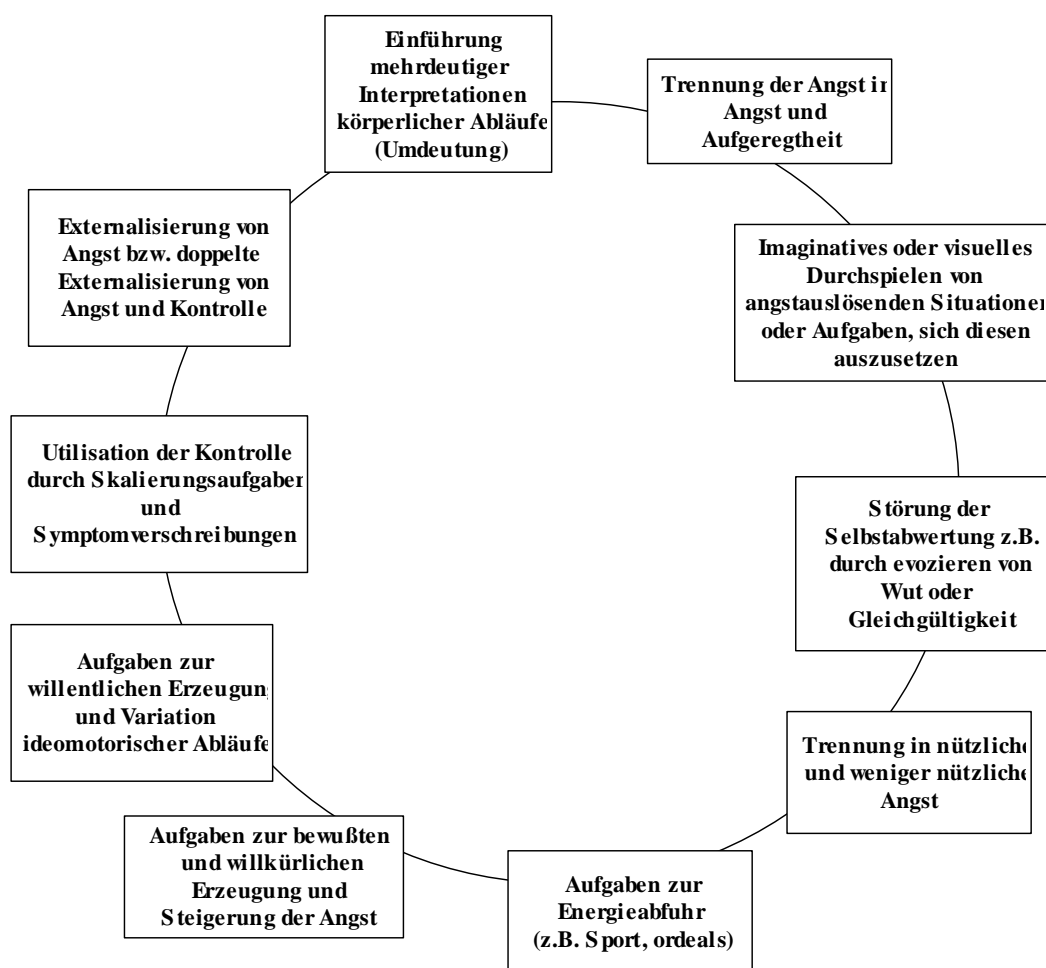 Einführung
mehrdeutiger
Interpretationen
körperlicher Abläufe
(Umdeutung)
Trennung der Angst in
Angst und
Aufgeregtheit
Imaginatives oder visuelles
Durchspielen von
angstauslösenden Situationen
oder Aufgaben, sich diesen
auszusetzen
Störung der
Selbstabwertung z.B.
durch evozieren von
Wut oder
Gleichgültigkeit
Trennung in nützliche
und weniger nützliche
Angst
Aufgaben zur
Energieabfuhr
(z.B. Sport, ordeals)
Aufgaben zur bewußten
und willkürlichen
Erzeugung und
Steigerung der Angst
Aufgaben zur
willentlichen Erzeugung
und Variation
ideomotorischer Abläufe
Utilisation der Kontrolle
durch Skalierungsaufgaben
und
Symptomverschreibungen
Externalisierung von
Angst bzw. doppelte
Externalisierung von
Angst und Kontrolle